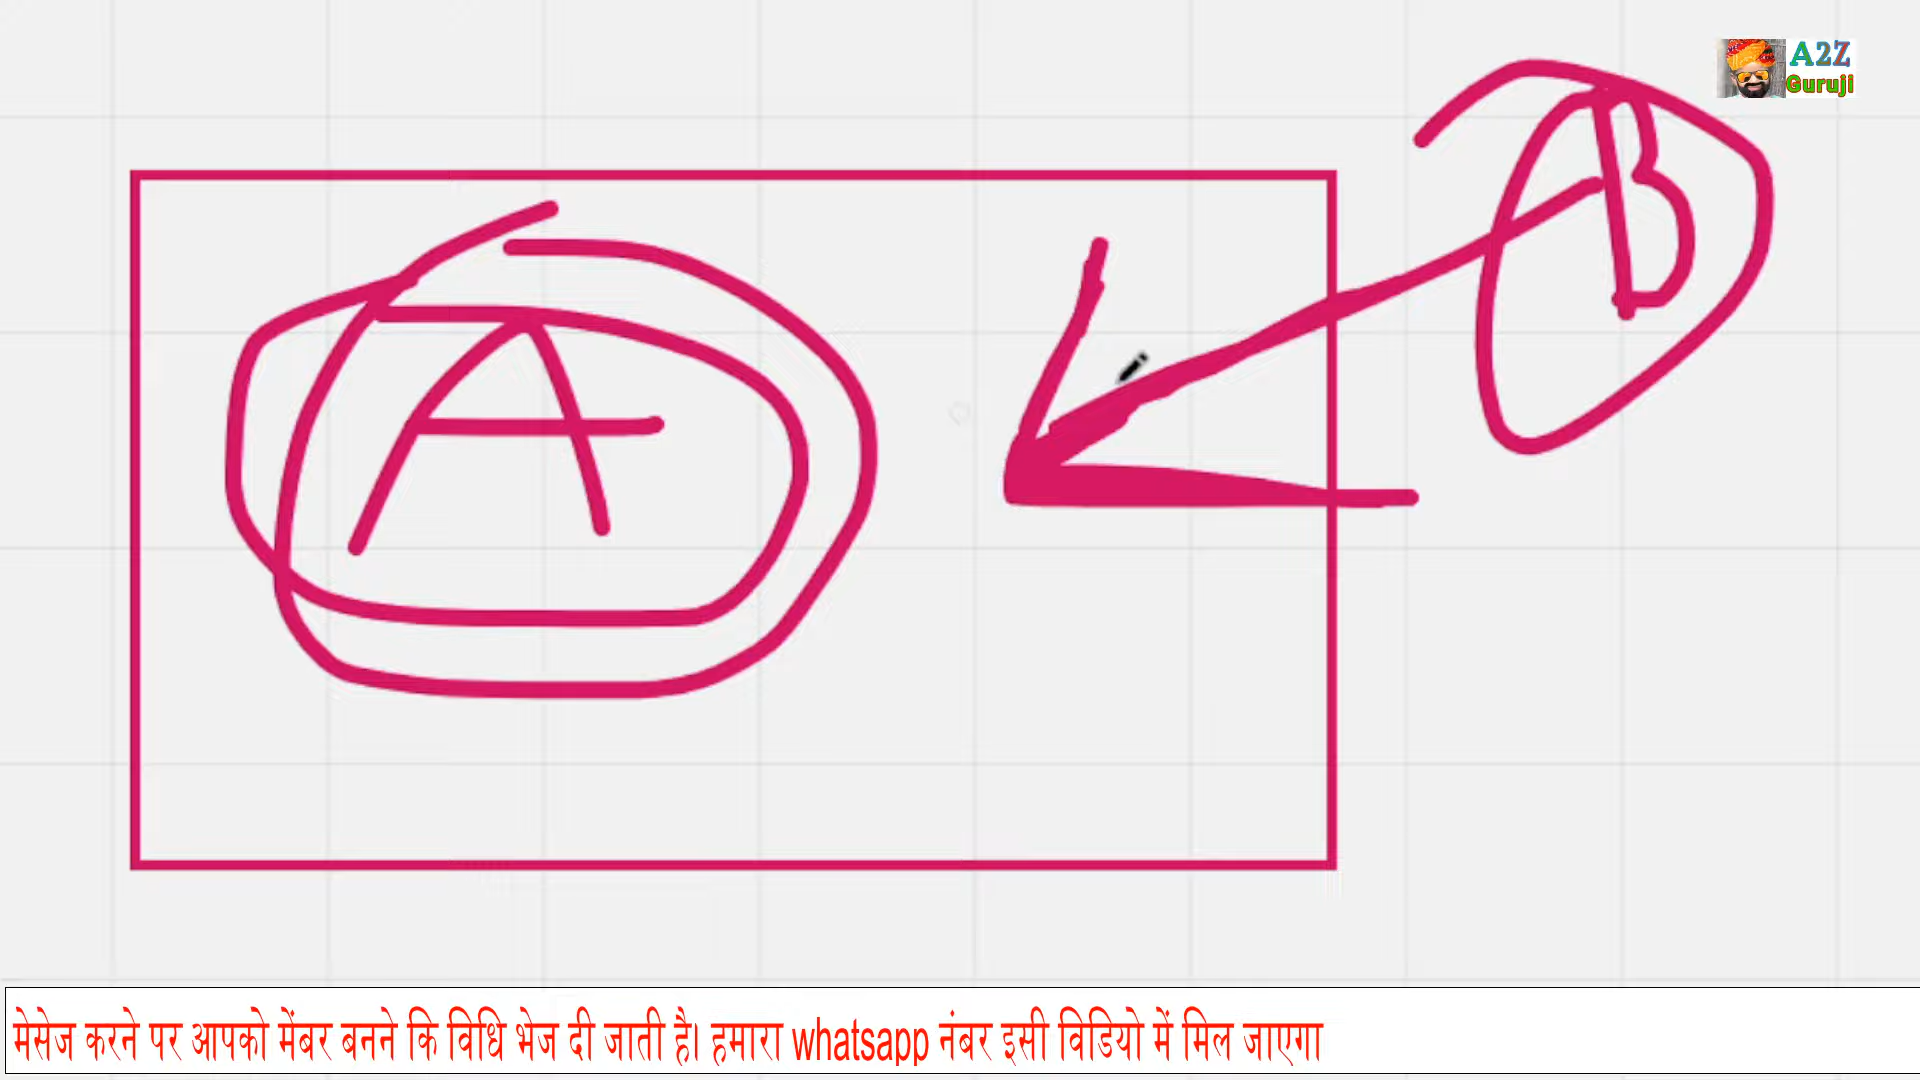 A2Z
Guruji
B
A
मेसेज करने पर आपको मेंबर बनने कि विधि भेज दी जाती है। हमारा whatsapp नंबर इसी विडियो में मिल जाएगा